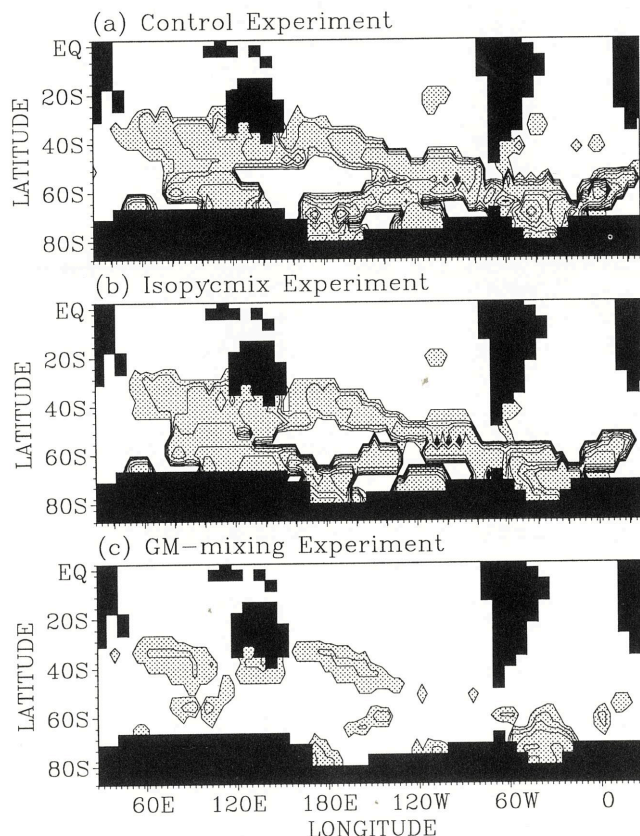 (a) Control Experiment
EQ
20S
40S
60S
80S
LATITUDE
(b) Isopycmix Experiment
EQ
20S
40S
60S
80S
LATITUDE
(c) GM-mixing Experiment
EQ
20S
40S
60S
80S
LATITUDE
60E 120E 180E 120W 60W 0
LONGITUDE